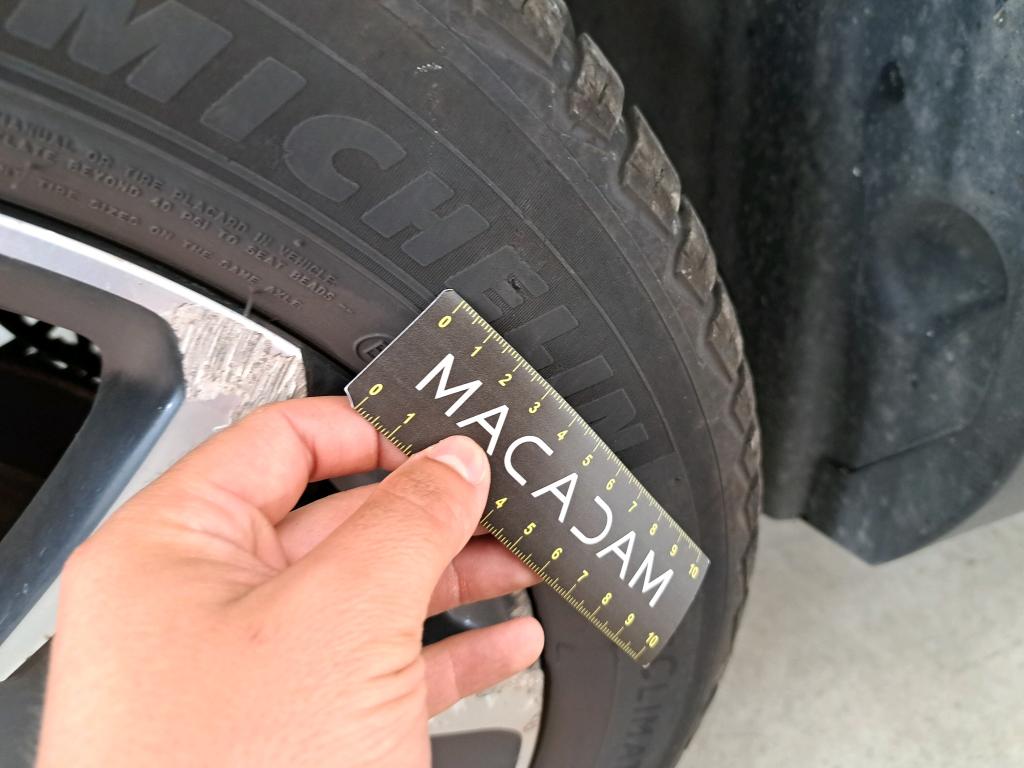 MICHELIN
MANUAL OR TIRE PLACARD IN VEHICLE
BEYOND 40 PSI TO SEAT BEADS
TIRE SIZES ON THE SAME AXLE
0 1 2 3 4 5 6 7 8 9 10
MACADAM
0 1 4 5 6 7 8 9 10